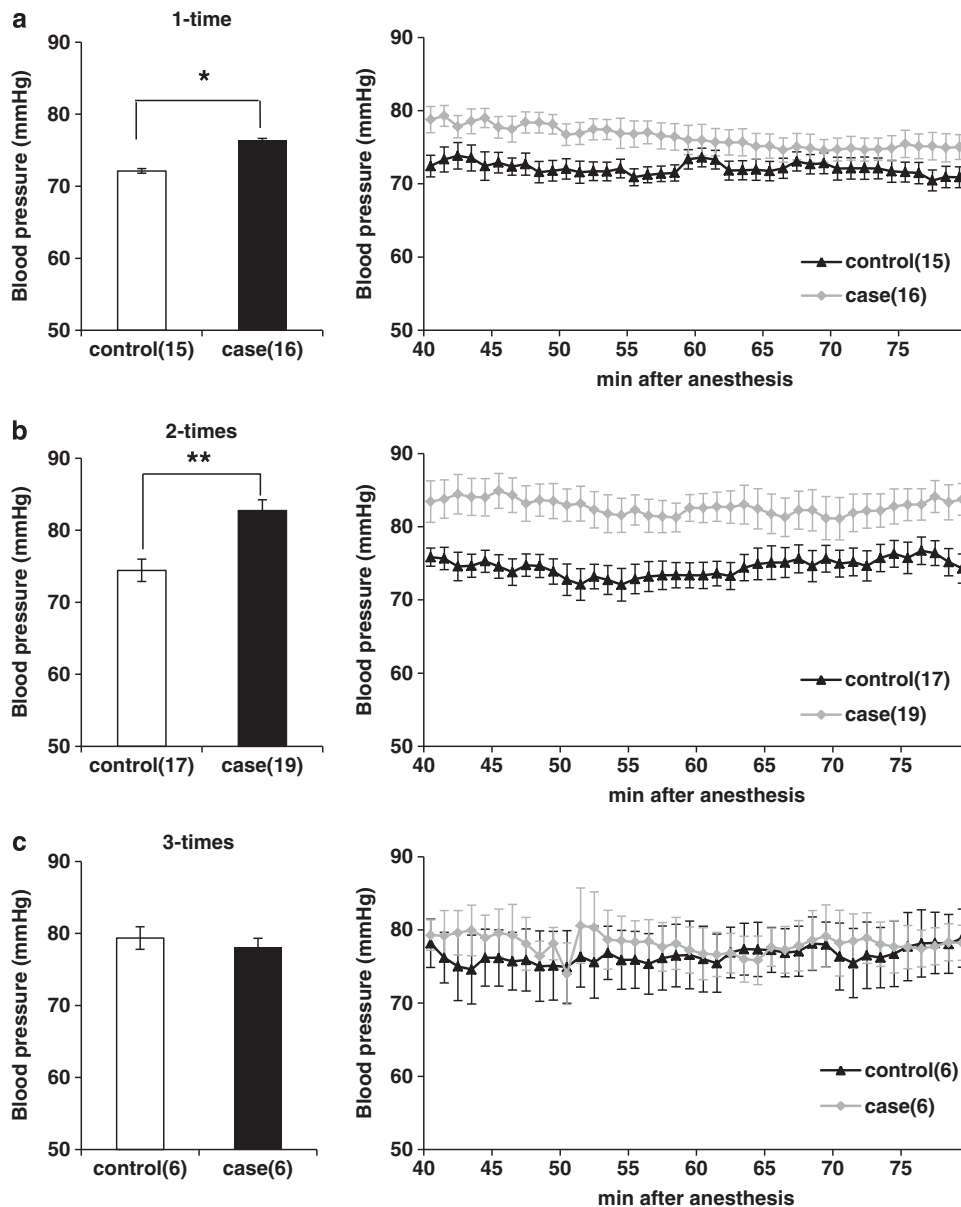 a
1-time
Blood pressure (mmHg)
90
80
70
60
50
*
control(15) case(16)
Blood pressure (mmHg)
90
80
70
60
50
control(15)
case(16)
40 45 50 55 60 65 70 75
min after anesthesis
b
2-times
Blood pressure (mmHg)
90
80
70
60
50
**
control(17) case(19)
Blood pressure (mmHg)
90
80
70
60
50
control(17)
case(19)
40 45 50 55 60 65 70 75
min after anesthesis
c
3-times
Blood pressure (mmHg)
90
80
70
60
50
control(6) case(6)
Blood pressure (mmHg)
90
80
70
60
50
control(6)
case(6)
40 45 50 55 60 65 70 75
min after anesthesis